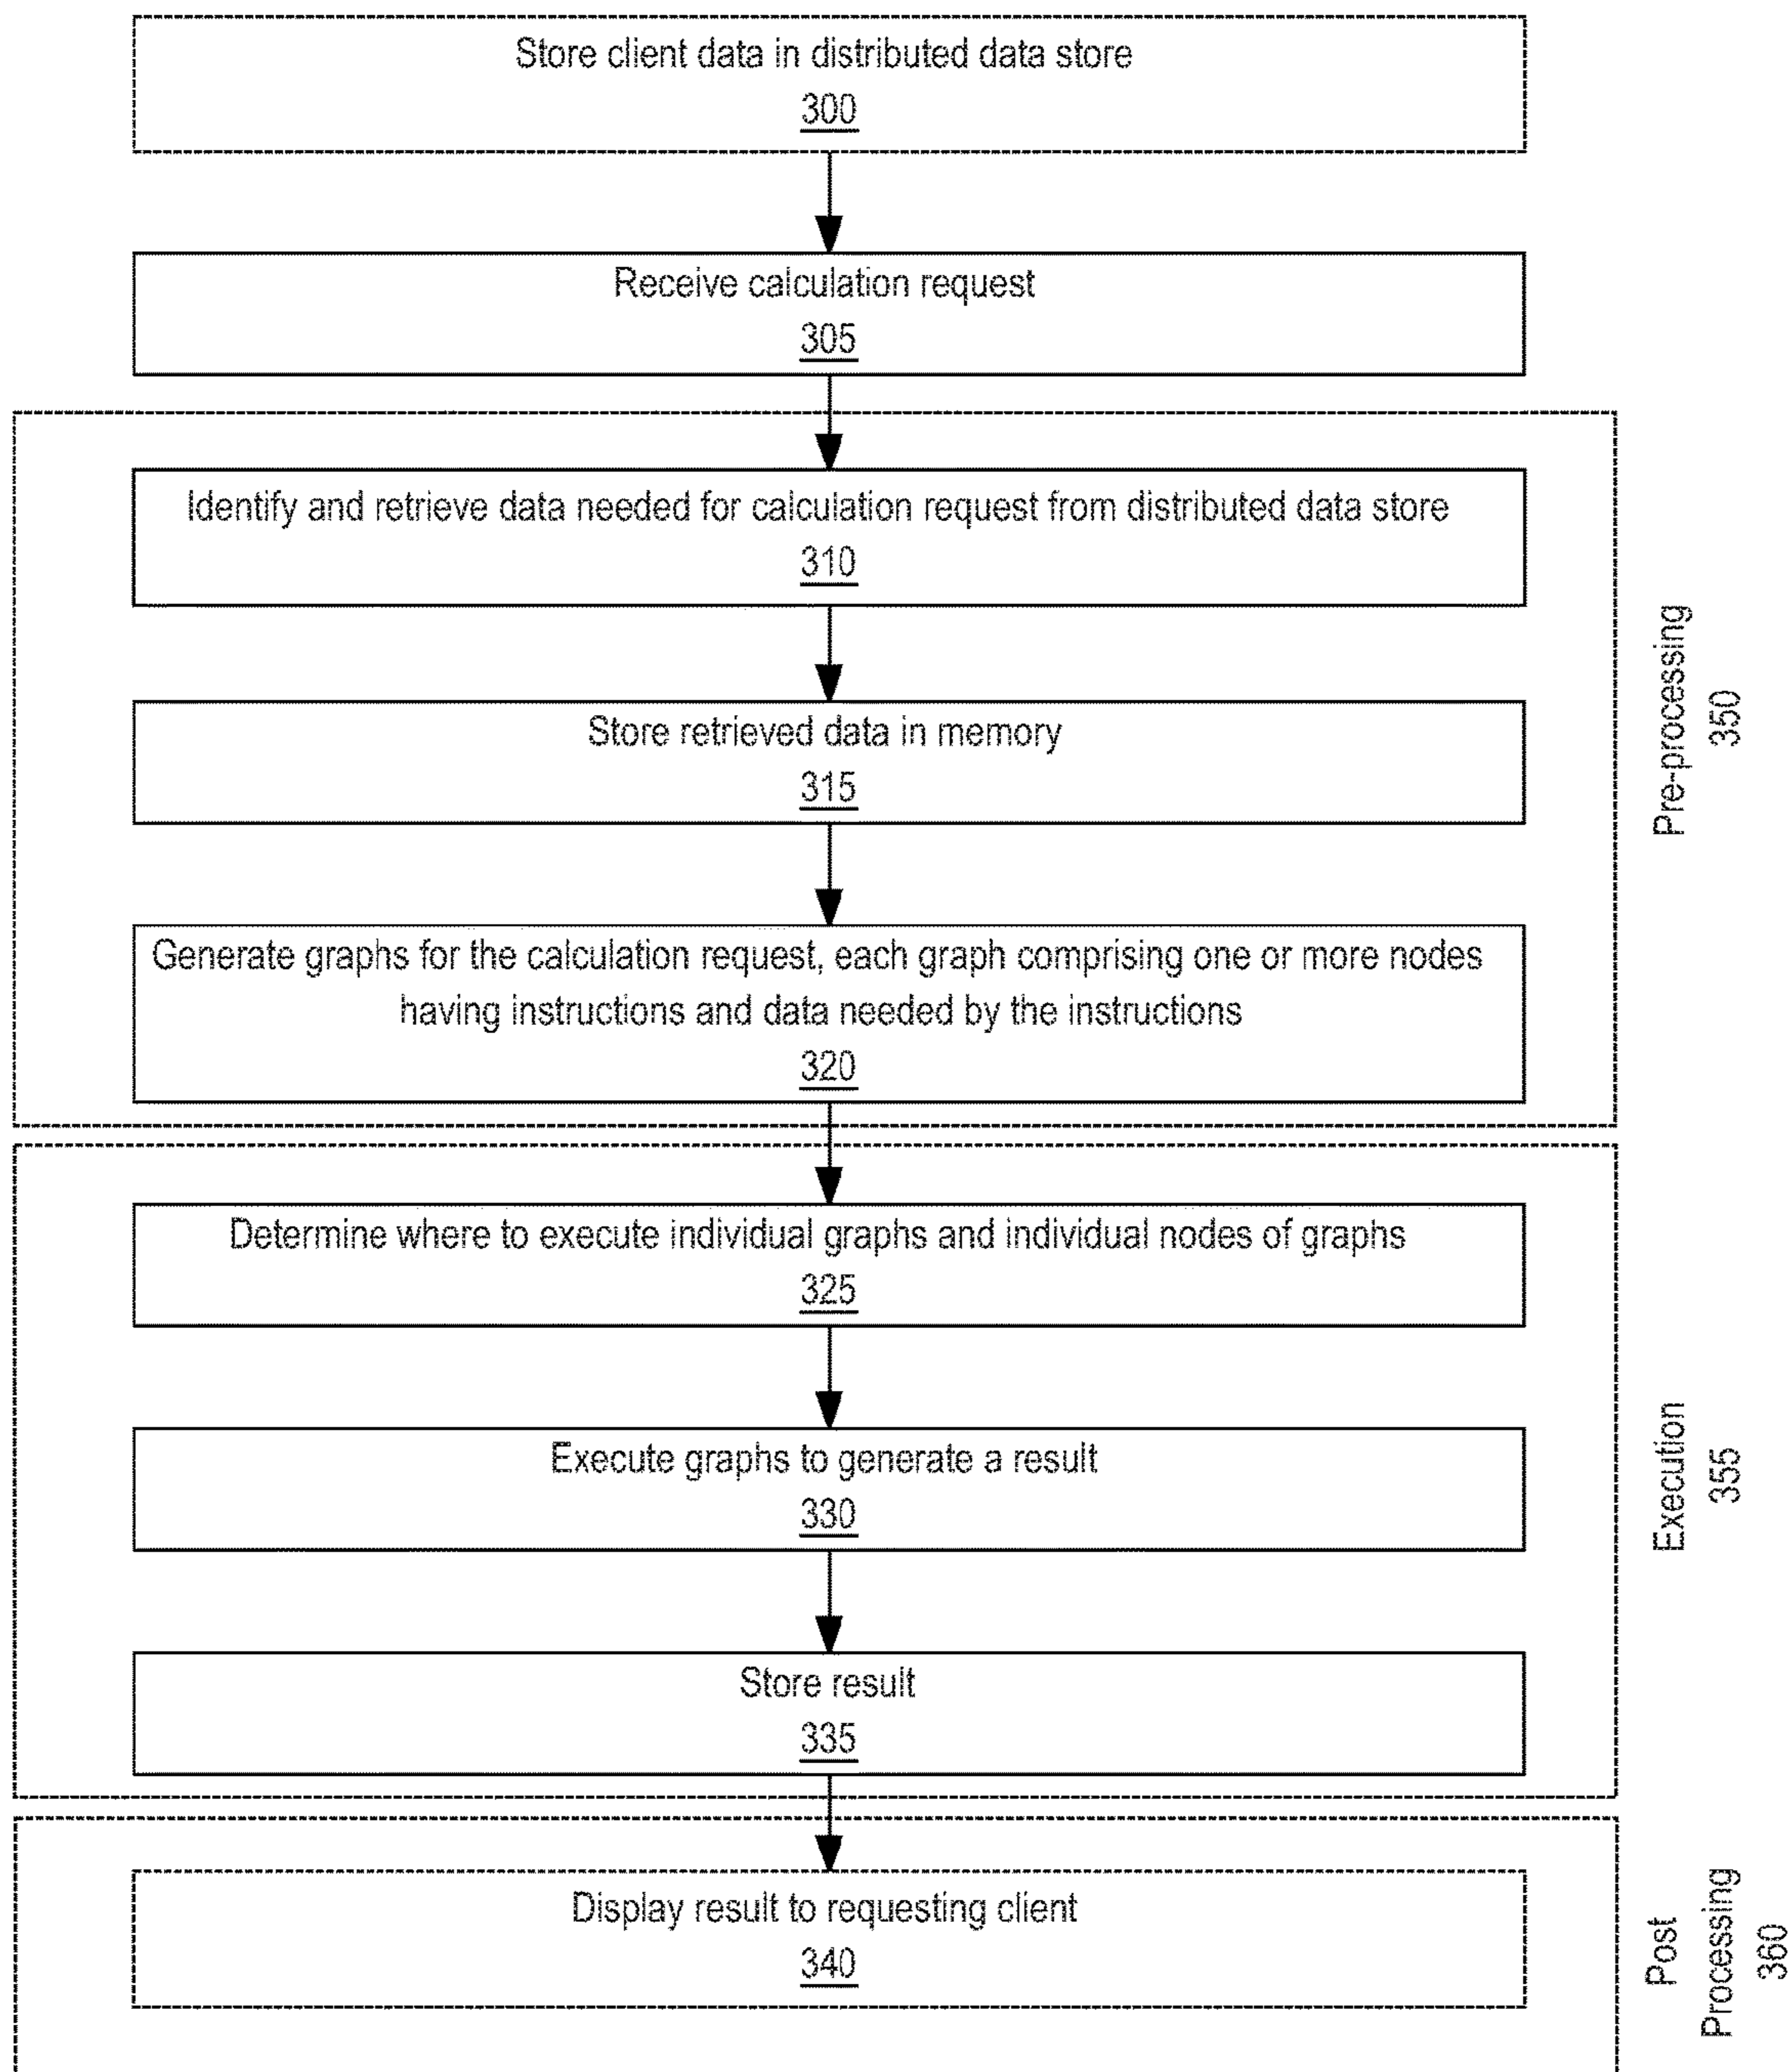 Store client data in distributed data store
300
Receive calculation request
305
Identify and retrieve data needed for calculation request from distributed data store
310
Store retrieved data in memory
315
Generate graphs for the calculation request, each graph comprising one or more nodes
having instructions and data needed by the instructions
320
Pre-processing
350
Determine where to execute individual graphs and individual nodes of graphs
325
Execute graphs to generate a result
330
Store result
335
Execution
355
Display result to requesting client
340
Post
Processing
360